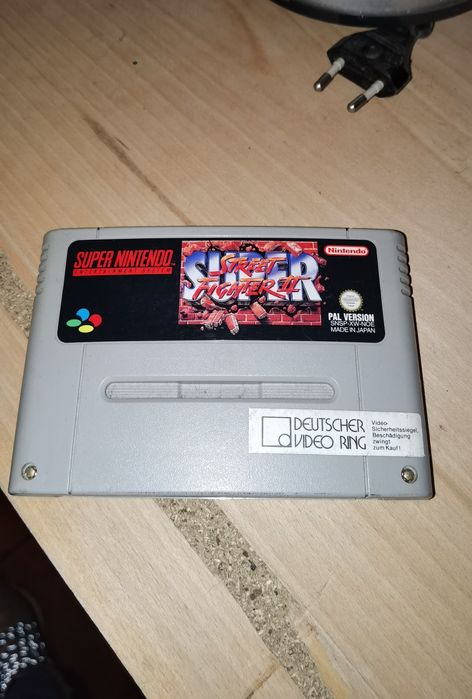 SUPER NINTENDO
ENTERTAINMENT SYSTEM
SUPER
STREET
FIGHTER II
Nintendo
PAL VERSION
SNSP-XW-NOE
MADE IN JAPAN
DEUTSCHER
VIDEO RING
Video-
Sicherheitssiegel,
Beschädigung
zwingt
zum Kauf!